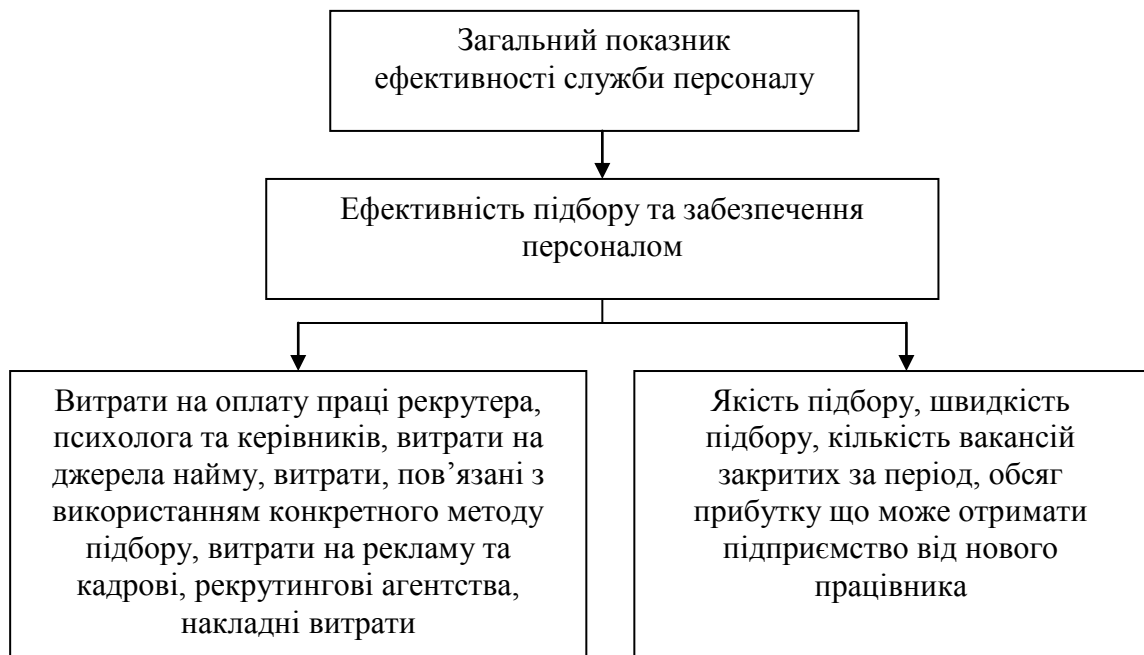 Загальний показник
ефективності служби персоналу
Ефективність підбору та забезпечення
персоналом
Витрати на оплату праці рекрутера,
психолога та керівників, витрати на
джерела найму, витрати, пов’язані з
використанням конкретного методу
підбору, витрати на рекламу та
кадрові, рекрутингові агентства,
накладні витрати
Якість підбору, швидкість
підбору, кількість вакансій
закритих за період, обсяг
прибутку що може отримати
підприємство від нового
працівника